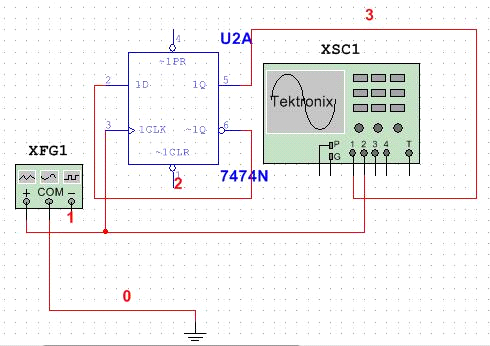 3
4
U2A
XSC1
~1PR
2
1D
1Q
5
Tektronix
3
1CLK
~1Q
6
P
G
1 2 3 4
T
~1CLR
XFG1
1
7474N
2
+ COM −
1
0